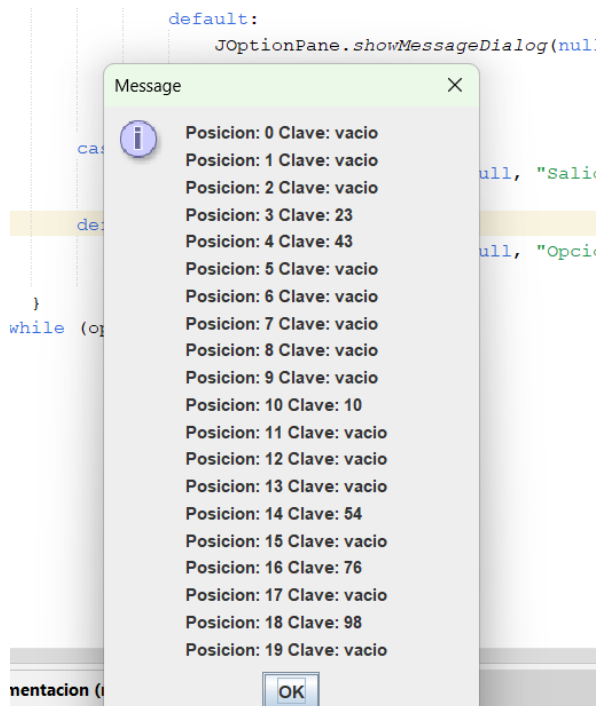 default:
JOptionPane.showMessageDialog(null
Message
Posicion: 0 Clave: vacio
Posicion: 1 Clave: vacio
Posicion: 2 Clave: vacio
Posicion: 3 Clave: 23
Posicion: 4 Clave: 43
Posicion: 5 Clave: vacio
Posicion: 6 Clave: vacio
Posicion: 7 Clave: vacio
Posicion: 8 Clave: vacio
Posicion: 9 Clave: vacio
Posicion: 10 Clave: 10
Posicion: 11 Clave: vacio
Posicion: 12 Clave: vacio
Posicion: 13 Clave: vacio
Posicion: 14 Clave: 54
Posicion: 15 Clave: vacio
Posicion: 16 Clave: 76
Posicion: 17 Clave: vacio
Posicion: 18 Clave: 98
Posicion: 19 Clave: vacio
OK
cas
ull, "Salid
def
ull, "Opcio
}
while (op
mentacion (